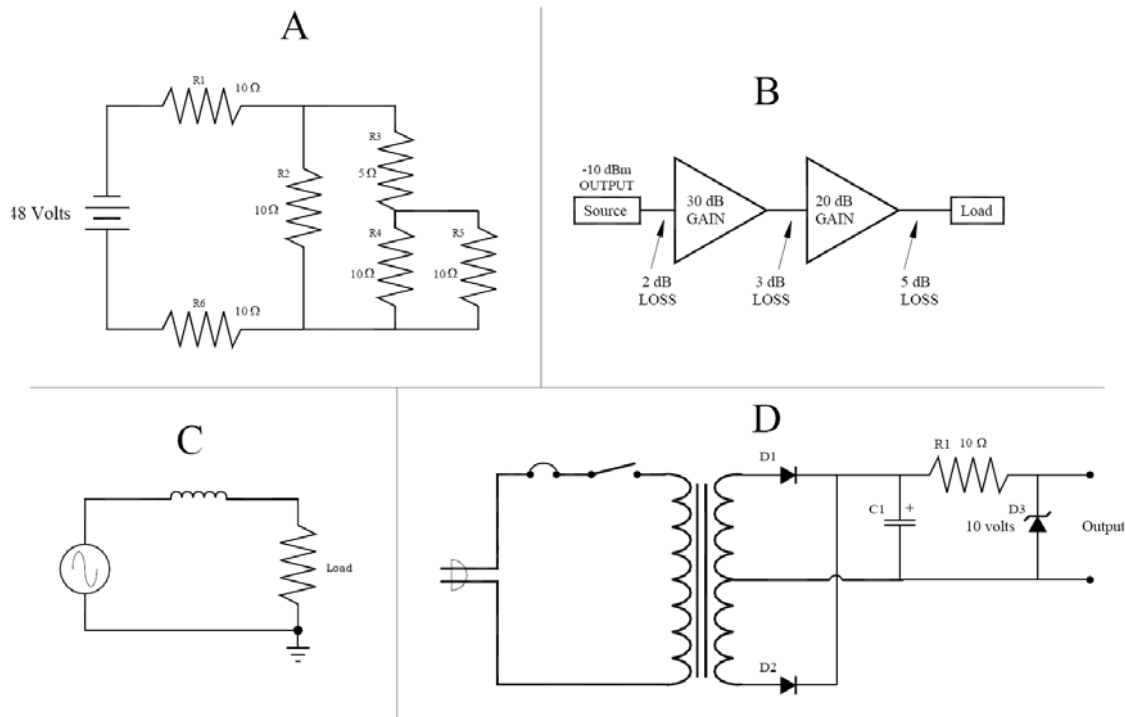 A
R1
10 Ω
R3
R2
5 Ω
48 Volts
10 Ω
R4
R5
10 Ω
10 Ω
R6
10 Ω
B
-10 dBm
OUTPUT
Source
30 dB
GAIN
20 dB
GAIN
Load
2 dB
LOSS
3 dB
LOSS
5 dB
LOSS
C
Load
D
D1
R1
10 Ω
C1
+
10 volts
D3
Output
D2